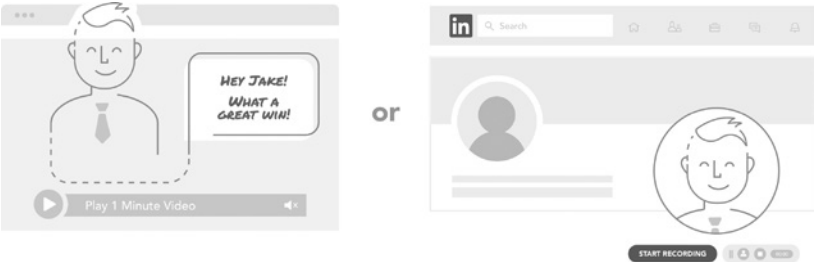 HEY JAKE!
WHAT A
GREAT WIN!
Play 1 Minute Video
or
in
Search
START RECORDING